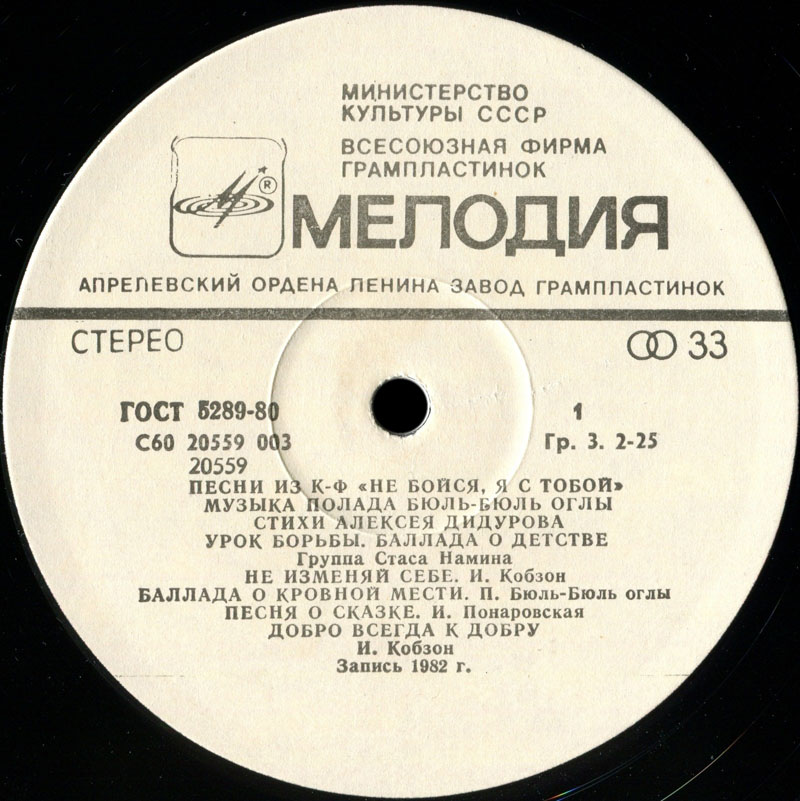 МИНИСТЕРСТВО
КУЛЬТУРЫ СССР
ВСЕСОЮЗНАЯ ФИРМА
ГРАМПЛАСТИНОК
®
МЕЛОДИЯ
АПРЕЛЕВСКИЙ ОРДЕНА ЛЕНИНА ЗАВОД ГРАМПЛАСТИНОК
СТЕРЕО 33
ГОСТ 5289-80 1
С60 20559 003 Гр. 3. 2-25
20559
ПЕСНИ ИЗ К-Ф «НЕ БОЙСЯ, Я С ТОБОЙ»
МУЗЫКА ПОЛАДА БЮЛЬ-БЮЛЬ ОГЛЫ
СТИХИ АЛЕКСЕЯ ДИДУРОВА
УРОК БОРЬБЫ. БАЛЛАДА О ДЕТСТВЕ
Группа Стаса Намина
НЕ ИЗМЕНЯЙ СЕБЕ. И. Кобзон
БАЛЛАДА О КРОВНОЙ МЕСТИ. П. Бюль-Бюль оглы
ПЕСНЯ О СКАЗКЕ. И. Понаровская
ДОБРО ВСЕГДА К ДОБРУ
И. Кобзон
Запись 1982 г.